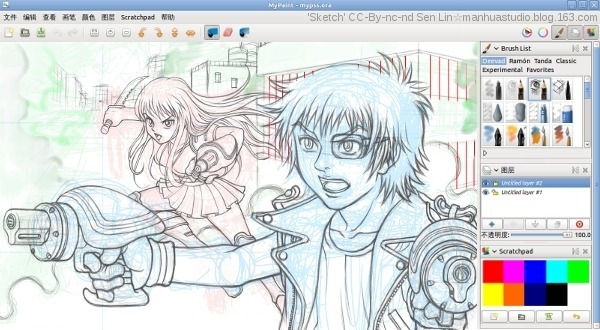 MyPaint - mypss.ora
'Sketch' CC-By-nc-nd Sen Lin☆manhuastudio.blog.163.com
文件 编辑 查看 画笔 颜色 图层 Scratchpad 帮助
Brush List
Deevad Ramón Tanda Classic
Experimental Favorites
图层
Untitled layer #2
Untitled layer #1
不透明度: 100.0
Scratchpad